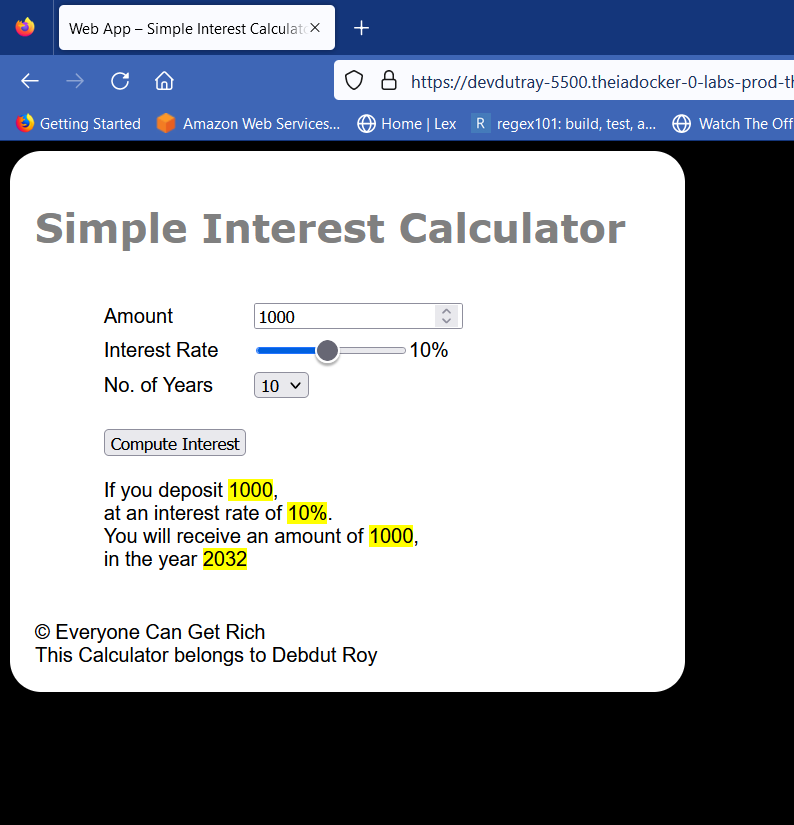 Web App – Simple Interest Calculat
https://devdutray-5500.theiadocker-0-labs-prod-th
Getting Started Amazon Web Services... Home | Lex R regex101: build, test, a... Watch The Off
Simple Interest Calculator
Amount 1000
Interest Rate 10%
No. of Years 10
Compute Interest
If you deposit 1000,
at an interest rate of 10%.
You will receive an amount of 1000,
in the year 2032
© Everyone Can Get Rich
This Calculator belongs to Debdut Roy